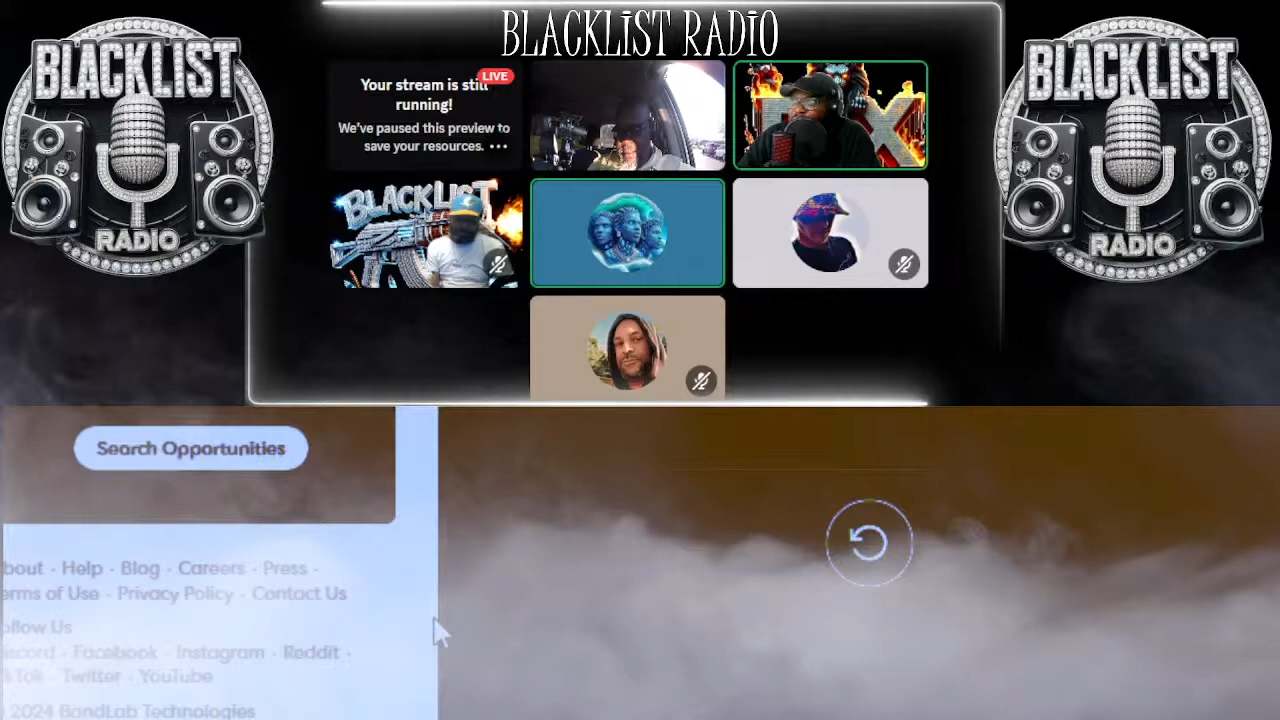 BLACKLIST RADIO
BLACKLIST
RADIO
BLACKLIST
RADIO
LIVE
Your stream is still
running!
We've paused this preview to
save your resources.
BLACKLIST
Search Opportunities
bout · Help · Blog · Careers · Press ·
erms of Use · Privacy Policy · Contact Us
ollow Us
iscord · Facebook · Instagram · Reddit ·
kTok · Twitter · YouTube
2024 BandLab Technologies